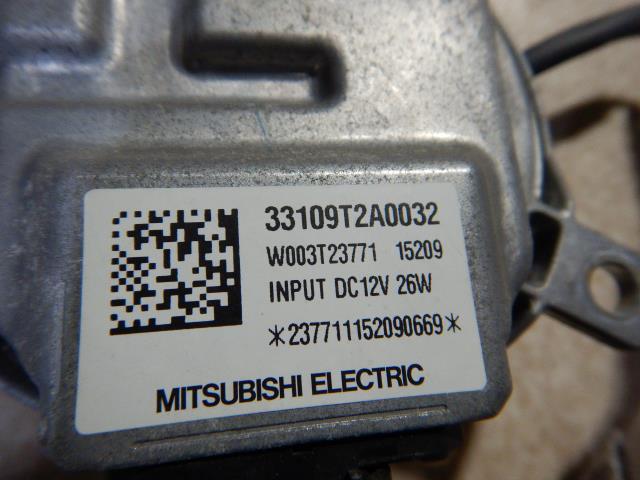 33109T2A0032
W003T23771 15209
INPUT DC12V 26W
*237711152090669*
MITSUBISHI ELECTRIC